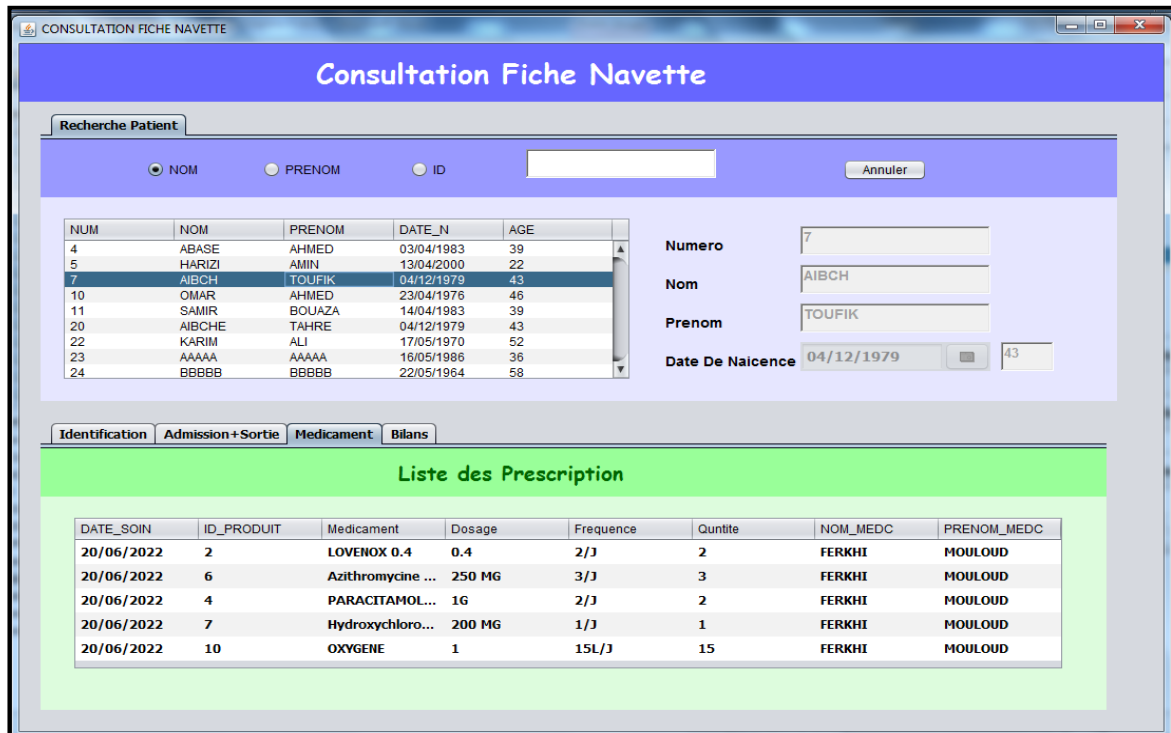 CONSULTATION FICHE NAVETTE
Consultation Fiche Navette
Recherche Patient
NOM PRENOM ID Annuler
NUM NOM PRENOM DATE_N AGE
4 ABASE AHMED 03/04/1983 39
5 HARIZI AMIN 13/04/2000 22
7 AIBCH TOUFIK 04/12/1979 43
10 OMAR AHMED 23/04/1976 46
11 SAMIR BOUAZA 14/04/1983 39
20 AIBCHE TAHRE 04/12/1979 43
22 KARIM ALI 17/05/1970 52
23 AAAAA AAAAA 16/05/1986 36
24 BBBBB BBBBB 22/05/1964 58
Numero 7
Nom AIBCH
Prenom TOUFIK
Date De Naicence 04/12/1979 43
Identification Admission+Sortie Medicament Bilans
Liste des Prescription
DATE_SOIN ID_PRODUIT Medicament Dosage Frequence Quntite NOM_MEDC PRENOM_MEDC
20/06/2022 2 LOVENOX 0.4 0.4 2/J 2 FERKHI MOULOUD
20/06/2022 6 Azithromycine ... 250 MG 3/J 3 FERKHI MOULOUD
20/06/2022 4 PARACITAMOL... 1G 2/J 2 FERKHI MOULOUD
20/06/2022 7 Hydroxychloro... 200 MG 1/J 1 FERKHI MOULOUD
20/06/2022 10 OXYGENE 1 15L/J 15 FERKHI MOULOUD